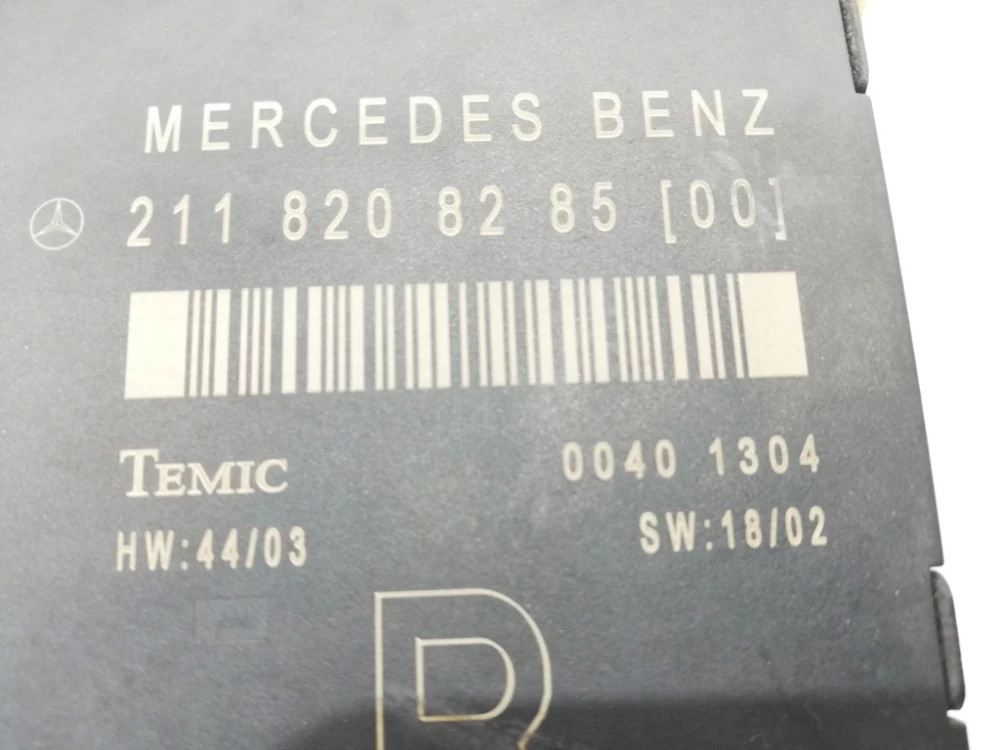 MERCEDES BENZ
211 820 82 85 [00]
TEMIC 0040 1304
HW:44/03 SW:18/02
R